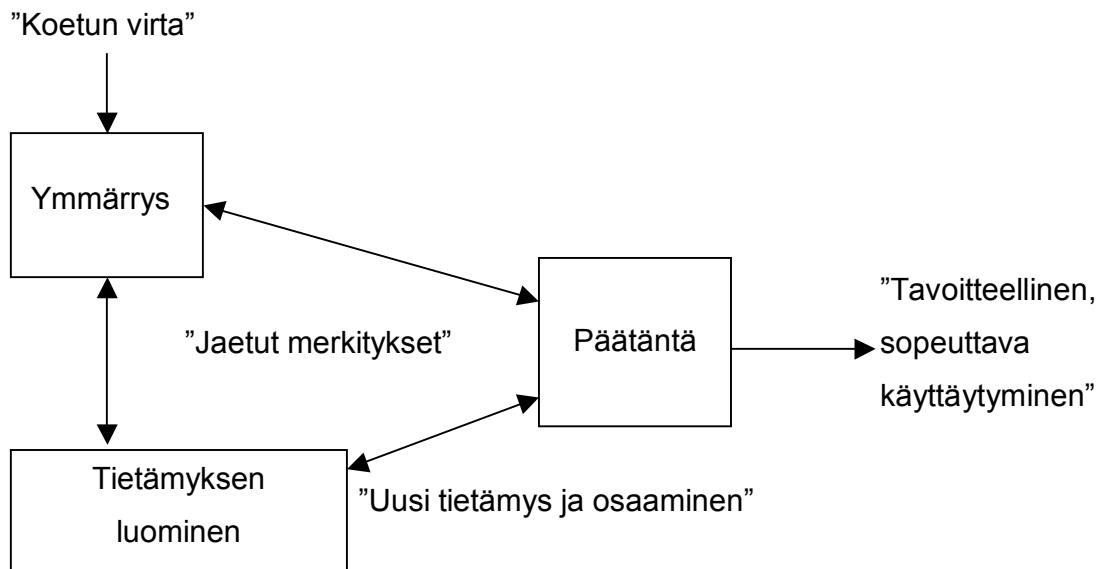 ”Koetun virta”
Ymmärrys
”Jaetut merkitykset”
Päätäntä
”Tavoitteellinen,
sopeuttava
käyttäytyminen”
Tietämyksen
luominen
”Uusi tietämys ja osaaminen”